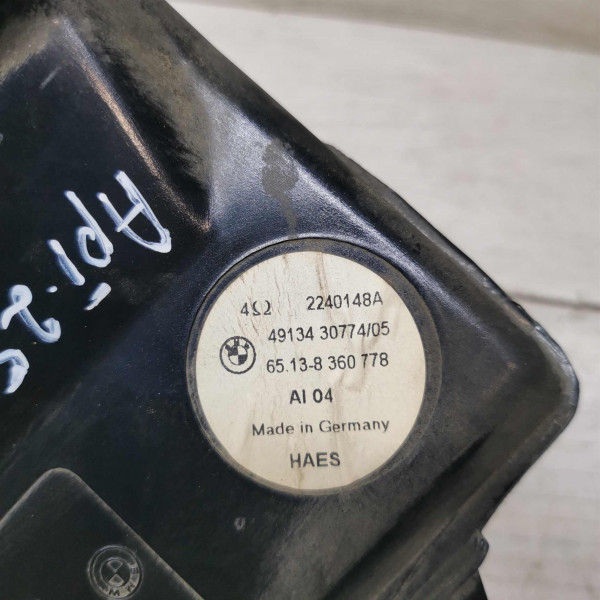 4Ω 2240148A
49134 30774/05
65.13-8 360 778
AI 04
Made in Germany
HAES